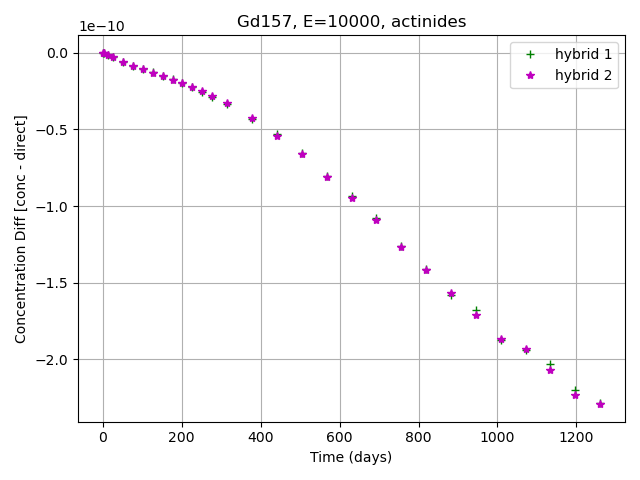 Gd157, E=10000, actinides
1e−10
hybrid 1
hybrid 2
0.0
−0.5
−1.0
−1.5
−2.0
Concentration Diff [conc - direct]
0 200 400 600 800 1000 1200
Time (days)